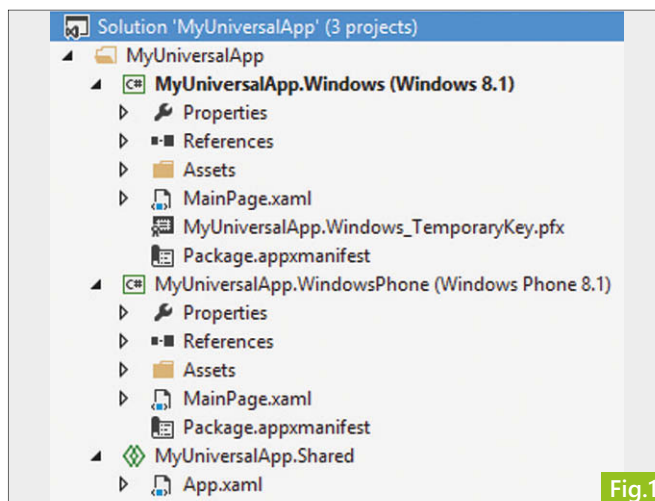 Solution 'MyUniversalApp' (3 projects)
MyUniversalApp
C# MyUniversalApp.Windows (Windows 8.1)
Properties
References
Assets
MainPage.xaml
MyUniversalApp.Windows_TemporaryKey.pfx
Package.appxmanifest
C# MyUniversalApp.WindowsPhone (Windows Phone 8.1)
Properties
References
Assets
MainPage.xaml
Package.appxmanifest
MyUniversalApp.Shared
App.xaml
Fig.1